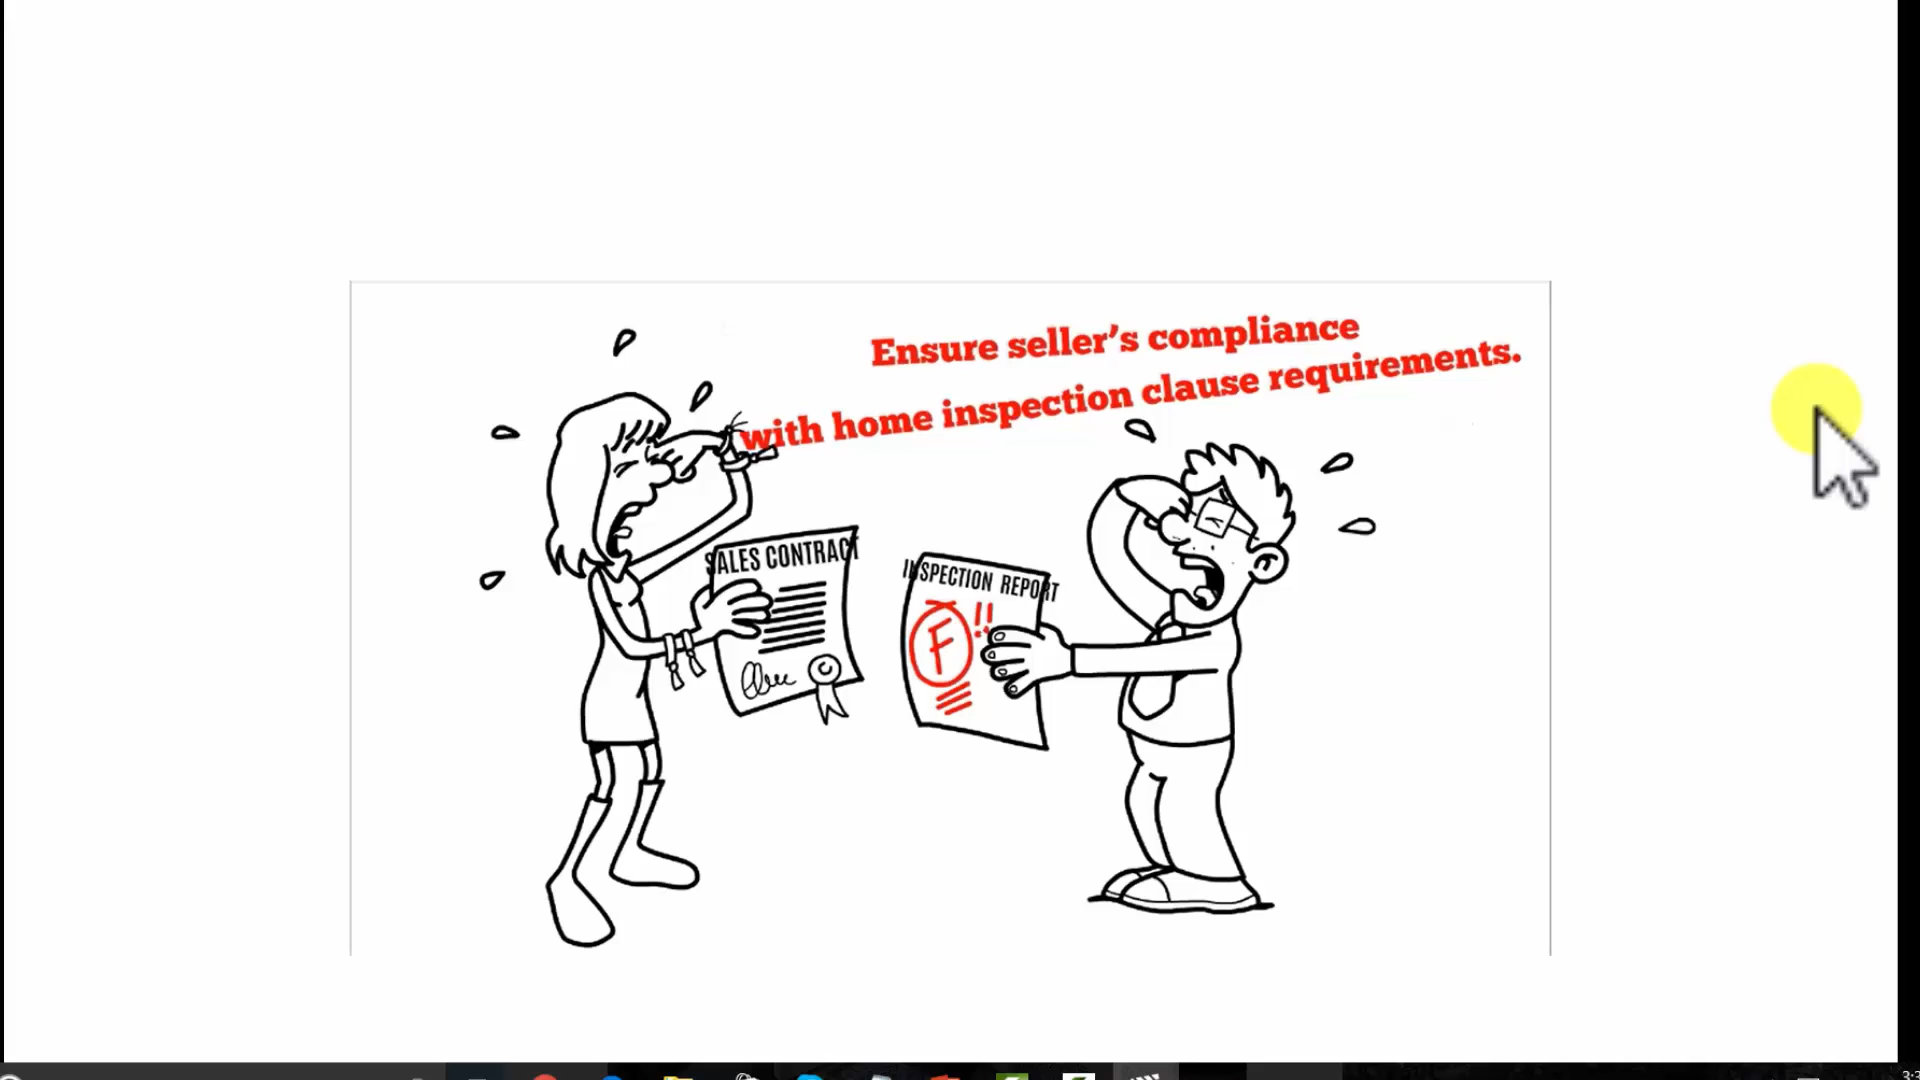 Ensure seller’s compliance
with home inspection clause requirements.
SALES CONTRACT
INSPECTION REPORT
F!!